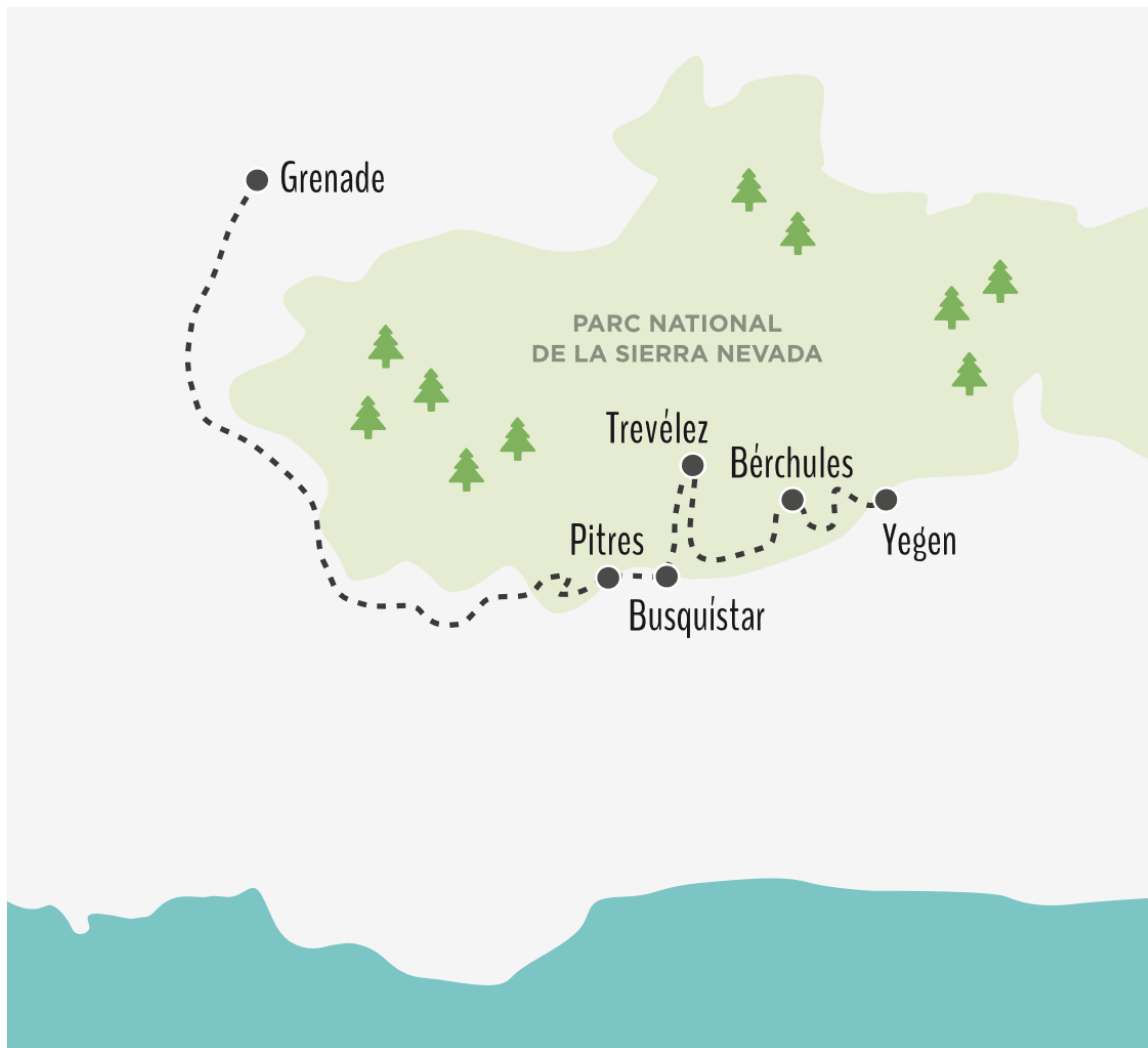 Grenade
PARC NATIONAL
DE LA SIERRA NEVADA
Trevélez
Bérchules
Pitres
Yegen
Busquístar